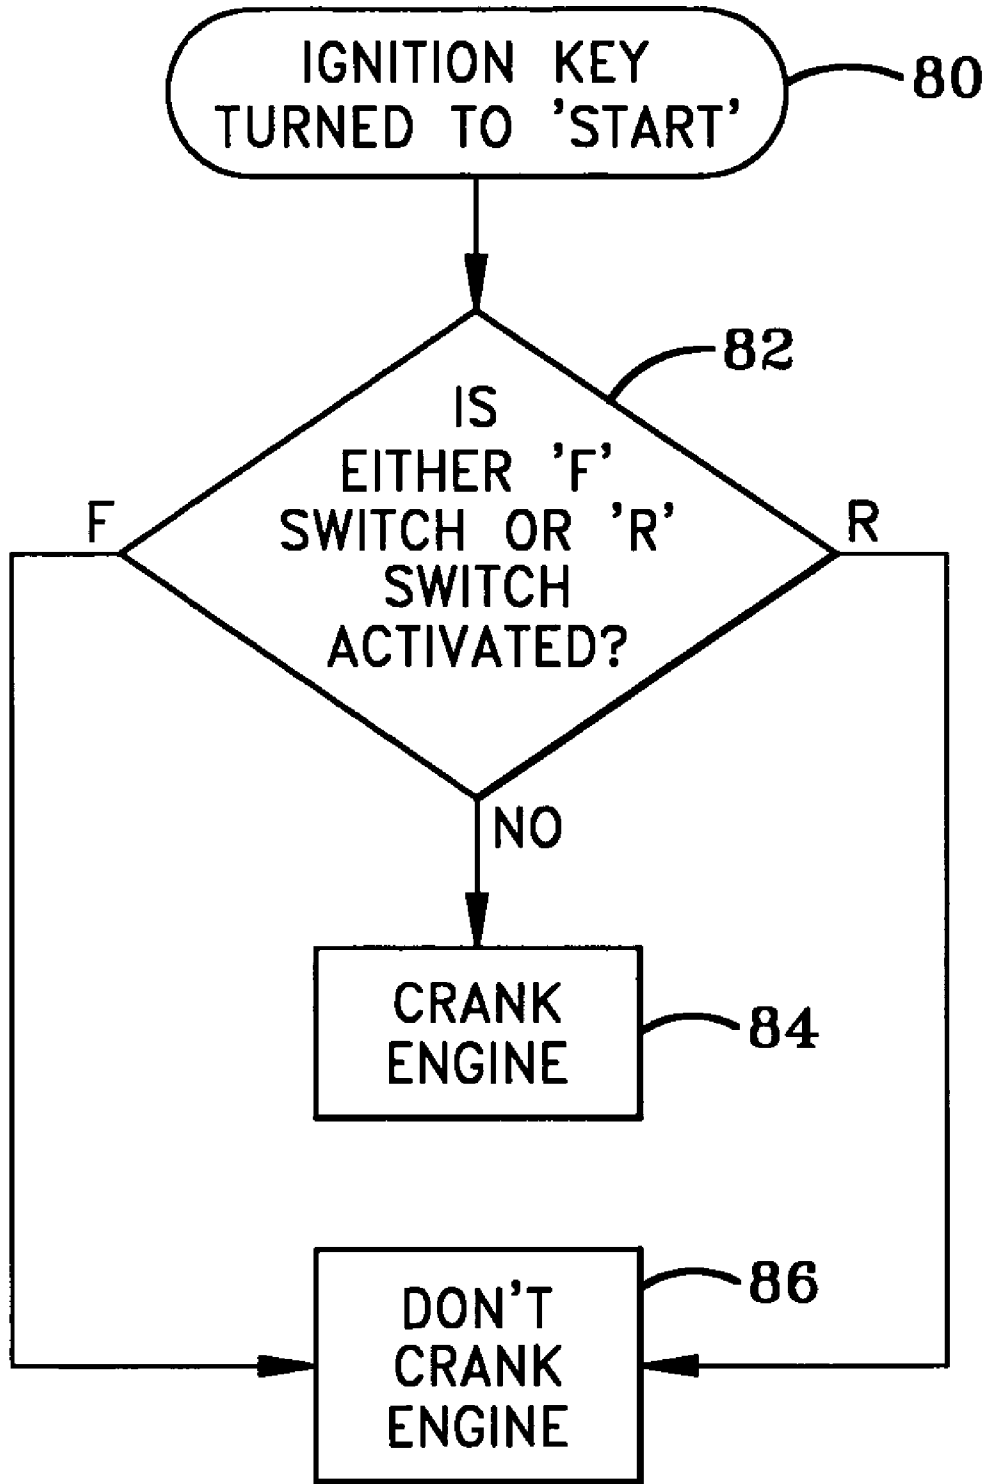 IGNITION KEY
TURNED TO 'START'
80
82
IS
EITHER 'F'
SWITCH OR 'R'
SWITCH
ACTIVATED?
F
R
NO
CRANK
ENGINE
84
DON'T
CRANK
ENGINE
86